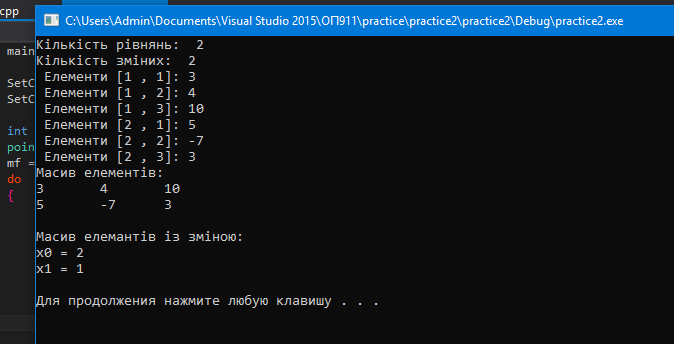 cpp
C:\Users\Admin\Documents\Visual Studio 2015\ОП911\practice\practice2\practice2\Debug\practice2.exe
main
SetC
SetC
int
poin
mf =
do
{
Кількість рівнянь:  2
Кількість зміних:  2
Елементи [1 , 1]: 3
Елементи [1 , 2]: 4
Елементи [1 , 3]: 10
Елементи [2 , 1]: 5
Елементи [2 , 2]: -7
Елементи [2 , 3]: 3
Масив елементів:
3       4       10
5       -7      3
Масив елемантів із зміною:
x0 = 2
x1 = 1
Для продолжения нажмите любую клавишу . . .